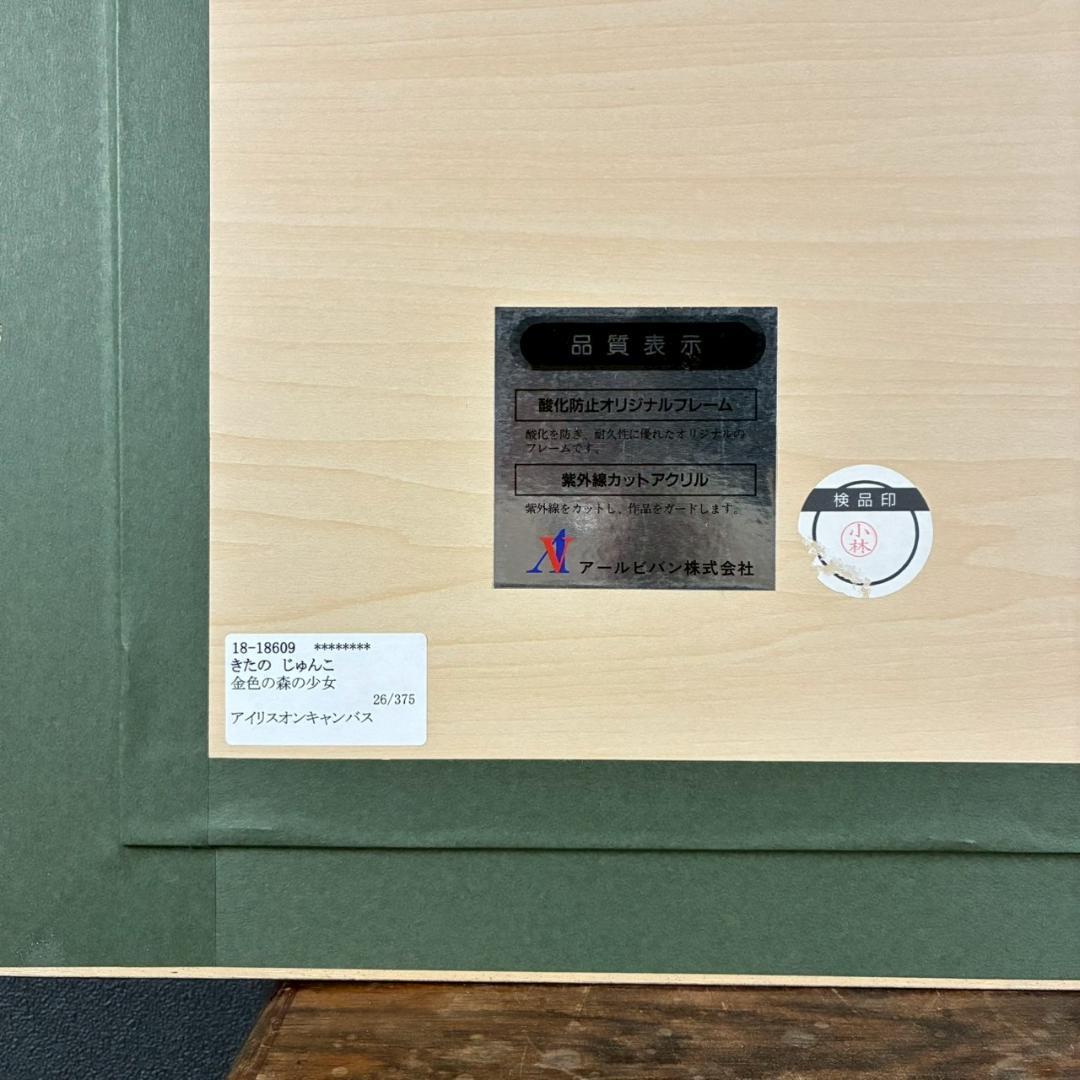 品質表示
酸化防止オリジナルフレーム
酸化を防ぎ、耐久性に優れたオリジナルの
フレームです。
紫外線カットアクリル
紫外線をカットし、作品をガードします。
アールビバン株式会社
検品印
小林
18-18609 ********
きたの じゅんこ
金色の森の少女
26/375
アイリスオンキャンバス